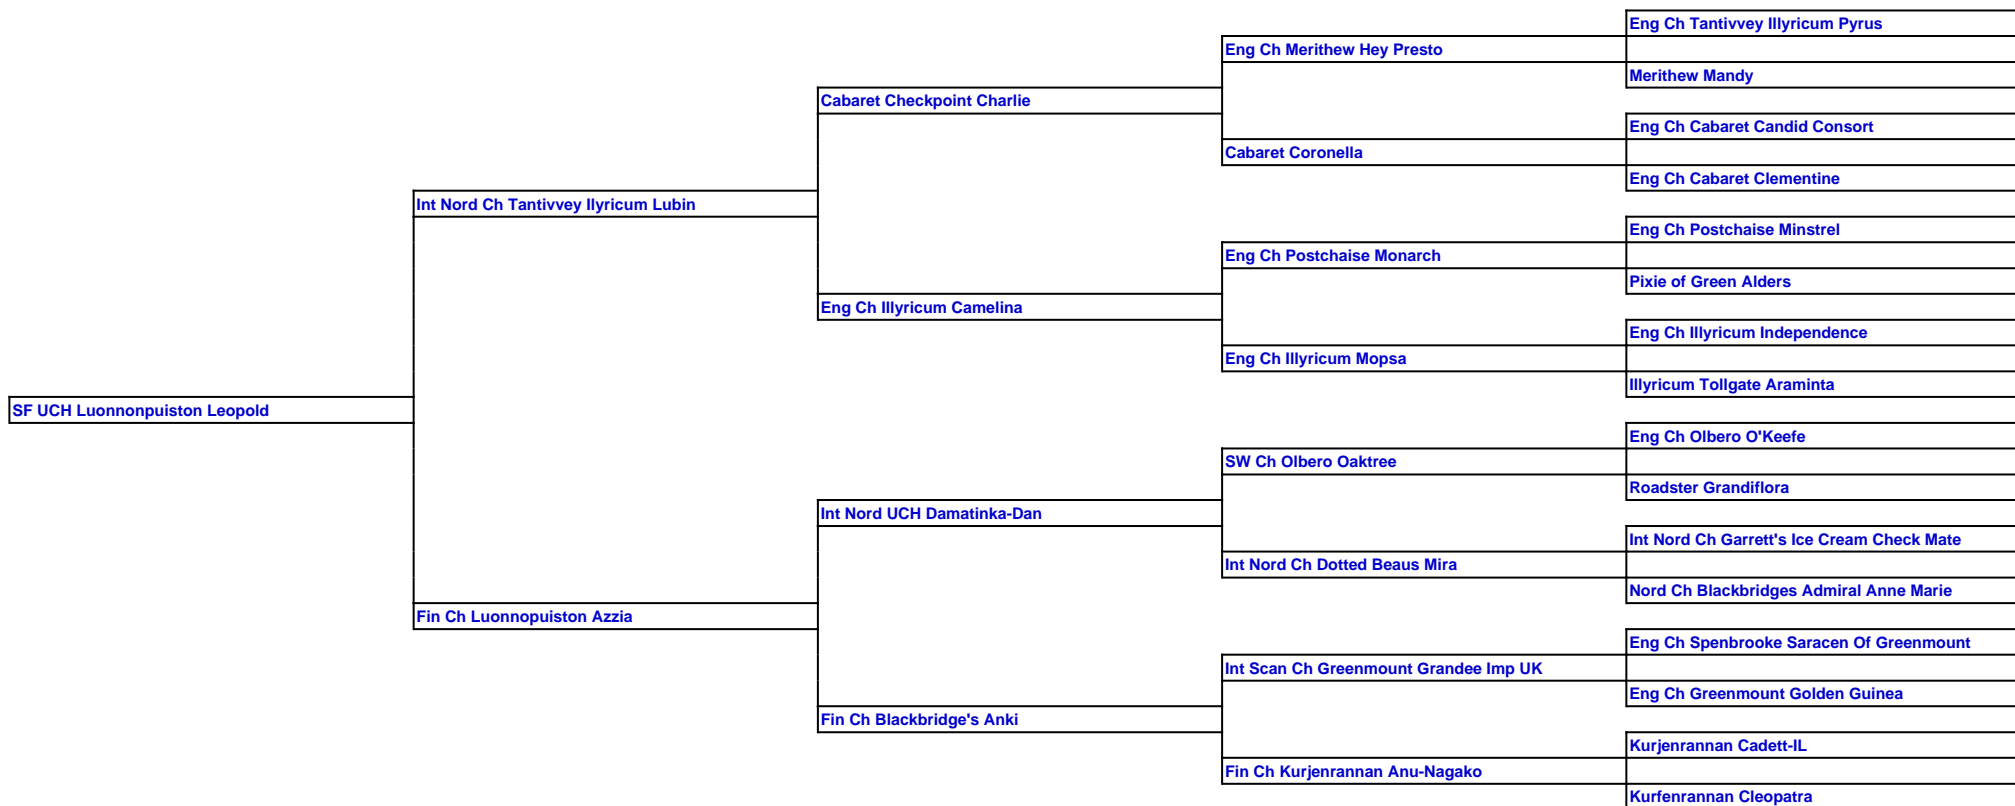 Eng Ch Tantivvey Illyricum Pyrus
Eng Ch Merithew Hey Presto
Merithew Mandy
Cabaret Checkpoint Charlie
Eng Ch Cabaret Candid Consort
Cabaret Coronella
Eng Ch Cabaret Clementine
Int Nord Ch Tantivvey Ilyricum Lubin
Eng Ch Postchaise Minstrel
Eng Ch Postchaise Monarch
Pixie of Green Alders
Eng Ch Illyricum Camelina
Eng Ch Illyricum Independence
Eng Ch Illyricum Mopsa
Illyricum Tollgate Araminta
SF UCH Luonnonpuiston Leopold
Eng Ch Olbero O'Keefe
SW Ch Olbero Oaktree
Roadster Grandiflora
Int Nord UCH Damatinka-Dan
Int Nord Ch Garrett's Ice Cream Check Mate
Int Nord Ch Dotted Beaus Mira
Nord Ch Blackbridges Admiral Anne Marie
Fin Ch Luonnopuiston Azzia
Eng Ch Spenbrooke Saracen Of Greenmount
Int Scan Ch Greenmount Grandee Imp UK
Eng Ch Greenmount Golden Guinea
Fin Ch Blackbridge's Anki
Kurjenrannan Cadett-IL
Fin Ch Kurjenrannan Anu-Nagako
Kurfenrannan Cleopatra